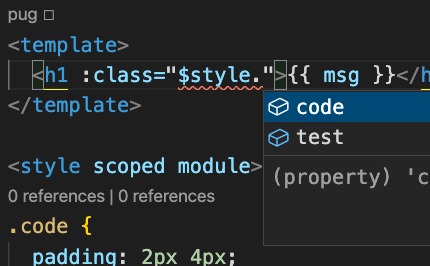 pug
<template>
<h1 :class="$style.">{{ msg }}</h
code
</template>
test
<style scoped module>
(property) 'c
0 references | 0 references
.code {
padding: 2px 4px;